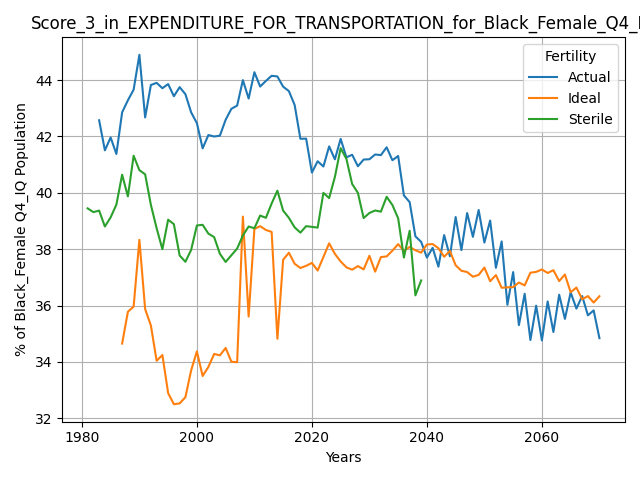 Score_3_in_EXPENDITURE_FOR_TRANSPORTATION_for_Black_Female_Q4_I
Fertility
Actual
Ideal
Sterile
% of Black_Female Q4_IQ Population
44
42
40
38
36
34
32
1980 2000 2020 2040 2060
Years